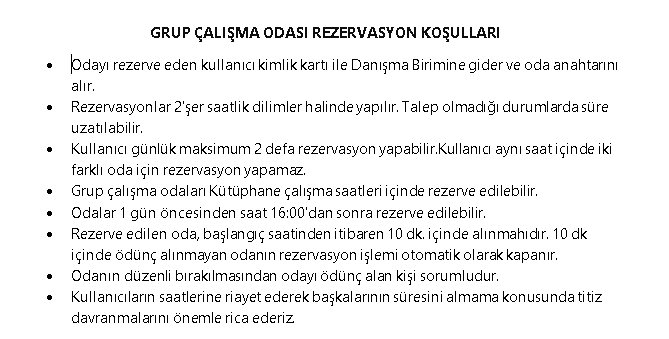 GRUP ÇALIŞMA ODASI REZERVASYON KOŞULLARI
• Odayı rezerve eden kullanıcı kimlik kartı ile Danışma Birimine gider ve oda anahtarını
alır.
• Rezervasyonlar 2'şer saatlik dilimler halinde yapılır. Talep olmadığı durumlarda süre
uzatılabilir.
• Kullanıcı günlük maksimum 2 defa rezervasyon yapabilir.Kullanıcı aynı saat içinde iki
farklı oda için rezervasyon yapamaz.
• Grup çalışma odaları Kütüphane çalışma saatleri içinde rezerve edilebilir.
• Odalar 1 gün öncesinden saat 16:00'dan sonra rezerve edilebilir.
• Rezerve edilen oda, başlangıç saatinden itibaren 10 dk. içinde alınmahıdır. 10 dk
içinde ödünç alınmayan odanın rezervasyon işlemi otomatik olarak kapanır.
• Odanın düzenli bırakılmasından odayı ödünç alan kişi sorumludur.
• Kullanıcıların saatlerine riayet ederek başkalarının süresini almama konusunda titiz
davranmalarını önemle rica ederiz.